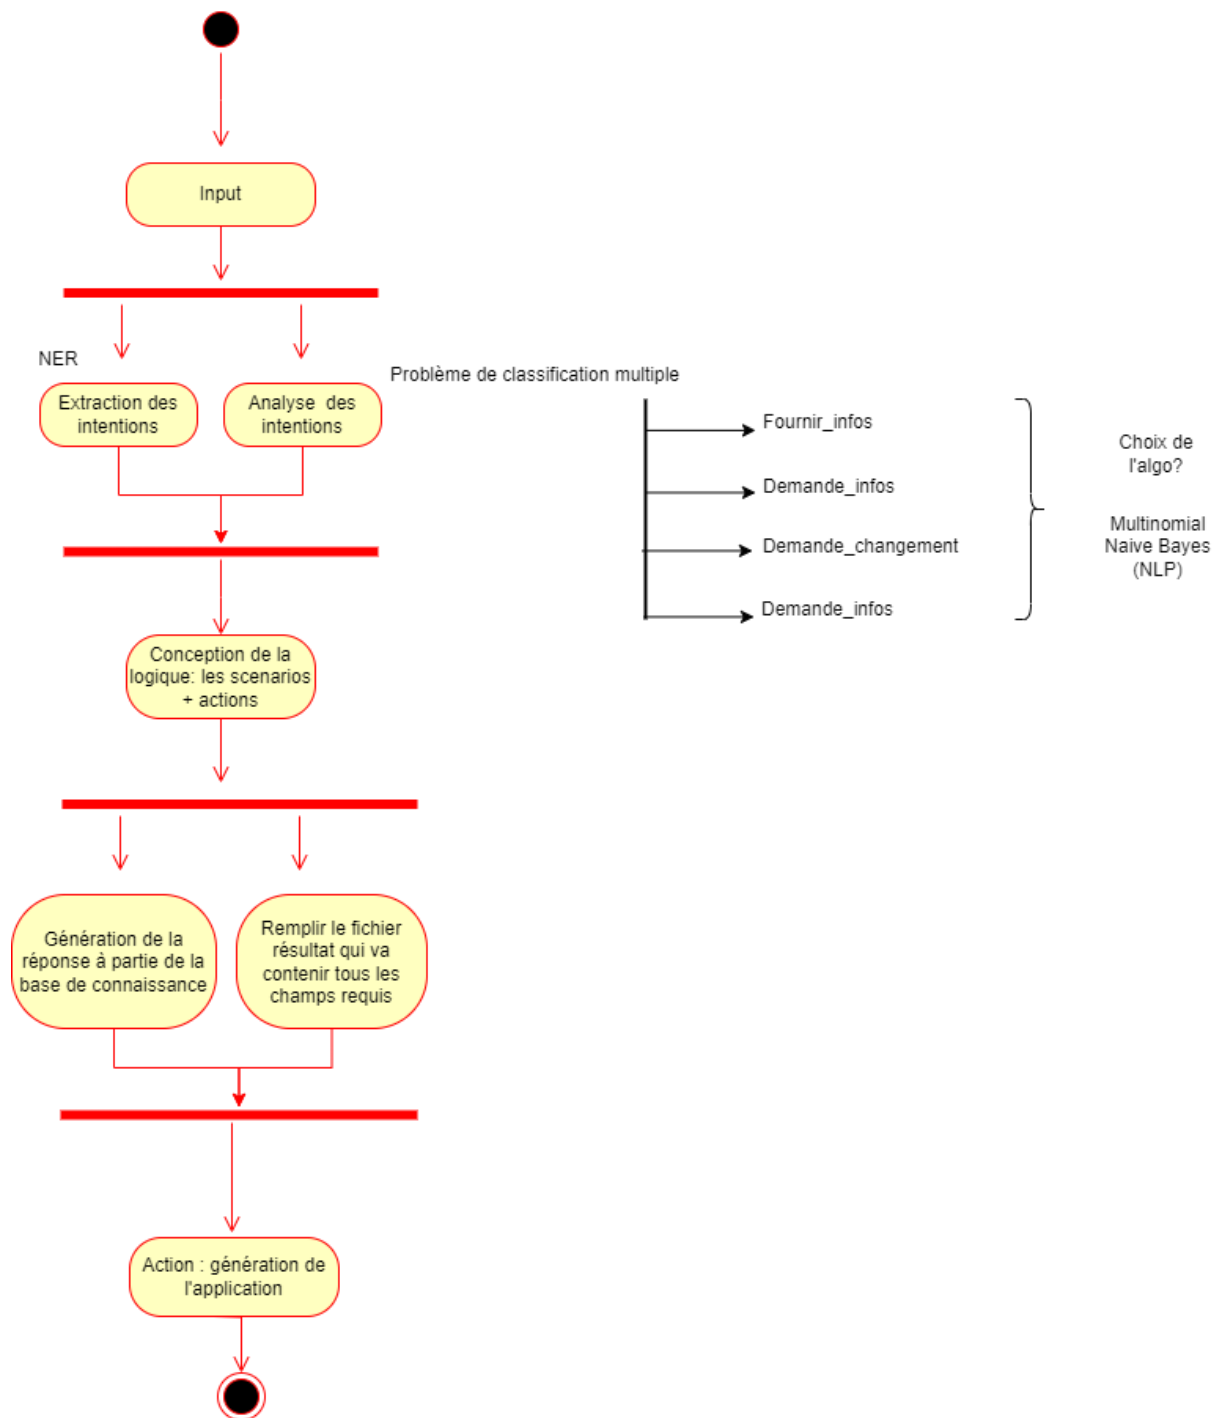 Input
NER
Extraction des
intentions
Analyse  des
intentions
Problème de classification multiple
Fournir_infos
Demande_infos
Demande_changement
Demande_infos
Choix de
l'algo?
Multinomial
Naive Bayes
(NLP)
Conception de la
logique: les scenarios
+ actions
Génération de la
réponse à partie de la
base de connaissance
Remplir le fichier
résultat qui va
contenir tous les
champs requis
Action : génération de
l'application